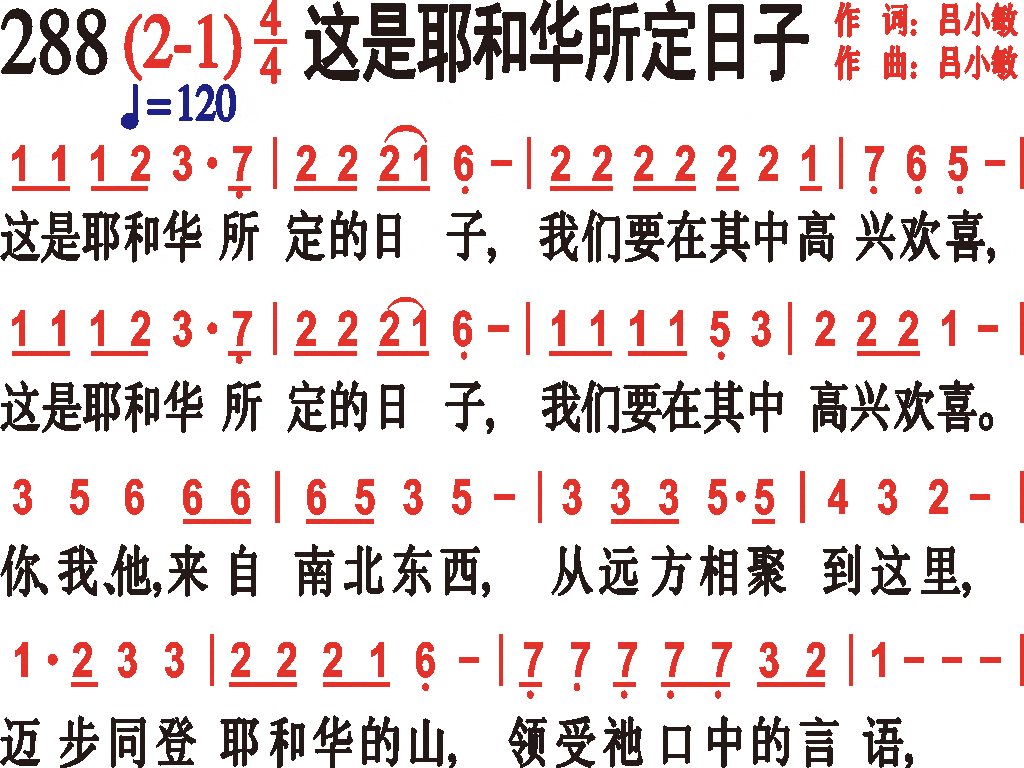 288 (2-1) 4/4 这是耶和华所定日子 作 词: 吕小敏
作 曲: 吕小敏
♩=120
1 1 1 2 3 · 7 | 2 2 2 1 6 – | 2 2 2 2 2 2 1 | 7 6 5 – |
这是耶和华 所 定的日 子, 我们要在其中高 兴欢喜,
1 1 1 2 3 · 7 | 2 2 2 1 6 – | 1 1 1 1 5 3 | 2 2 2 1 – |
这是耶和华 所 定的日 子, 我们要在其中 高兴欢喜。
3 5 6 6 6 | 6 5 3 5 – | 3 3 3 5 · 5 | 4 3 2 – |
你、我、他,来自 南北东西, 从远方相聚 到这里,
1 · 2 3 3 | 2 2 2 1 6 – | 7 7 7 7 7 3 2 | 1 – – – |
迈步同登 耶和华的山, 领受祂口中的言语,